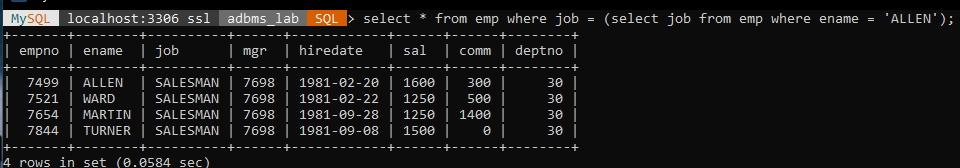 MySQL localhost:3306 ssl adbms_lab SQL > select * from emp where job = (select job from emp where ename = 'ALLEN');
+-------+--------+----------+------+------------+------+------+--------+
| empno | ename  | job      | mgr  | hiredate   | sal  | comm | deptno |
+-------+--------+----------+------+------------+------+------+--------+
|  7499 | ALLEN  | SALESMAN | 7698 | 1981-02-20 | 1600 |  300 |     30 |
|  7521 | WARD   | SALESMAN | 7698 | 1981-02-22 | 1250 |  500 |     30 |
|  7654 | MARTIN | SALESMAN | 7698 | 1981-09-28 | 1250 | 1400 |     30 |
|  7844 | TURNER | SALESMAN | 7698 | 1981-09-08 | 1500 |    0 |     30 |
+-------+--------+----------+------+------------+------+------+--------+
4 rows in set (0.0584 sec)